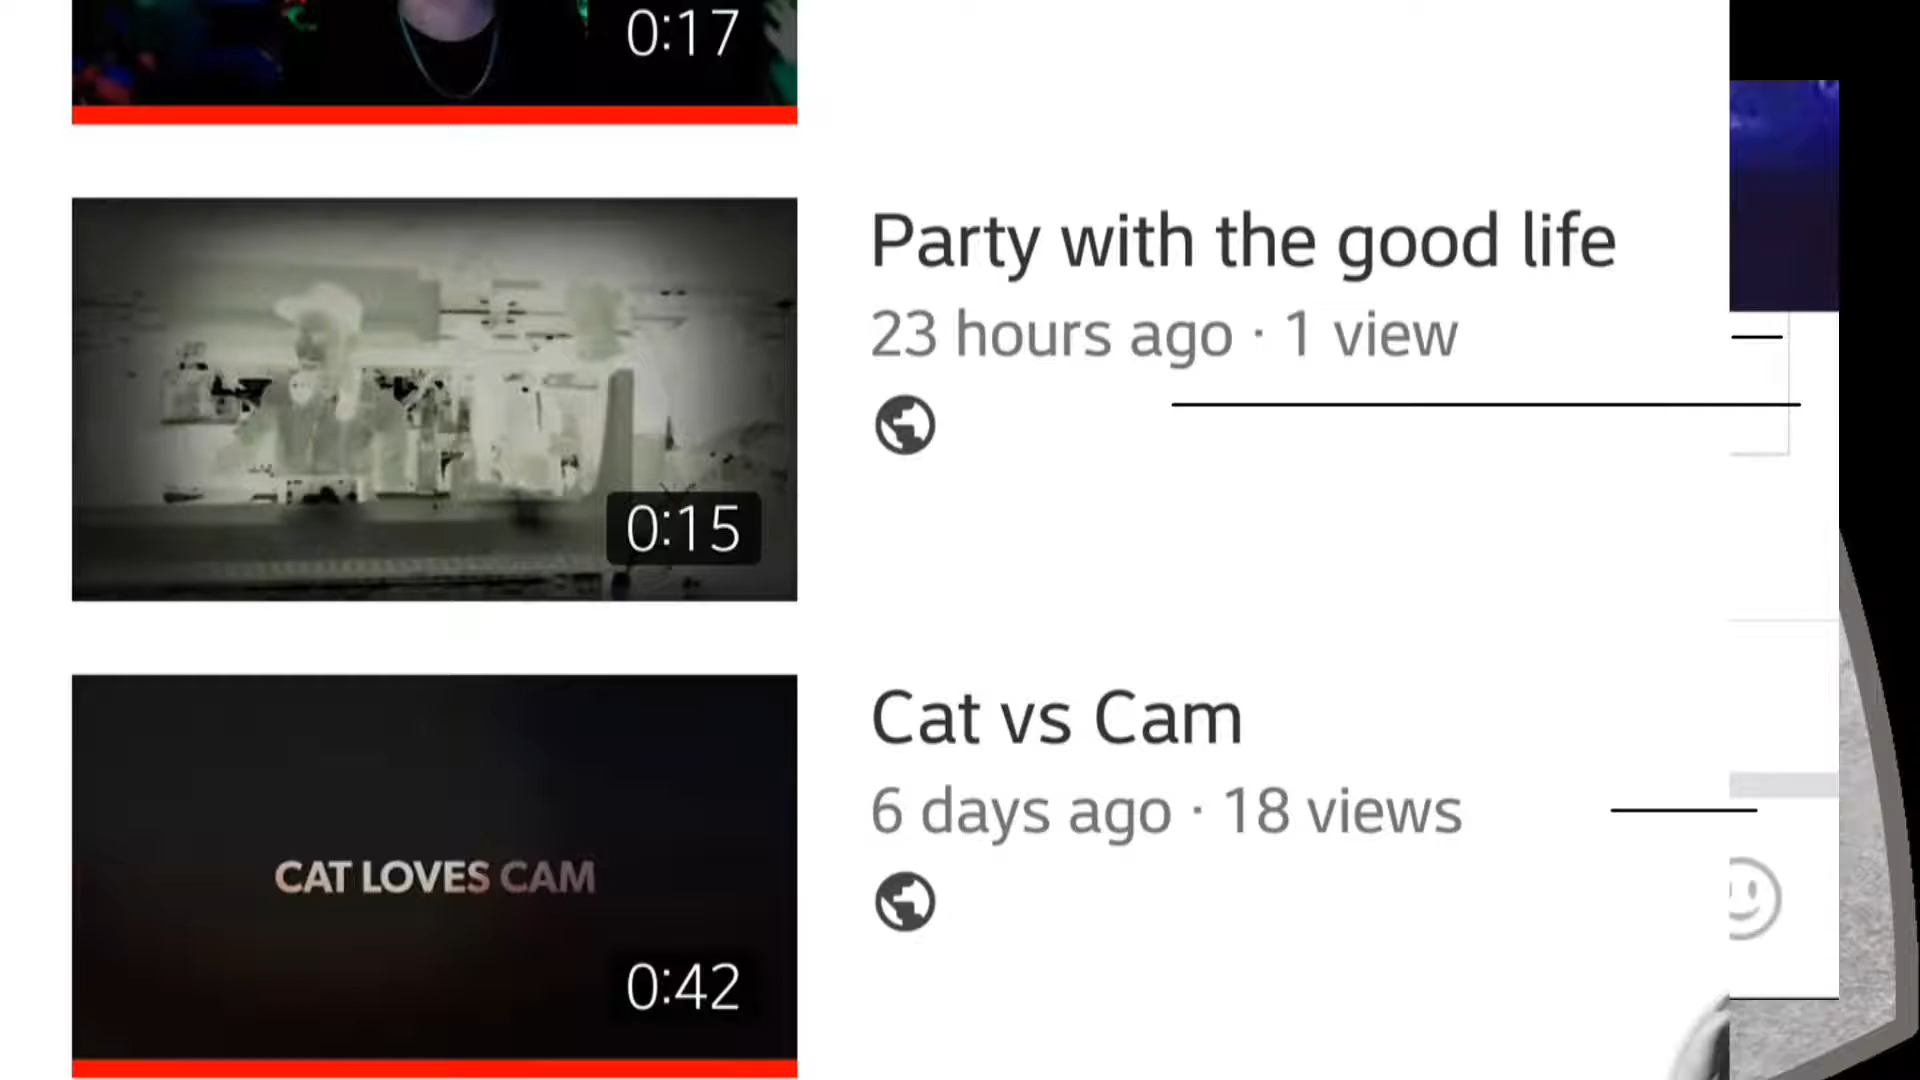 0:17
Party with the good life
23 hours ago · 1 view
0:15
Cat vs Cam
6 days ago · 18 views
CAT LOVES CAM
0:42